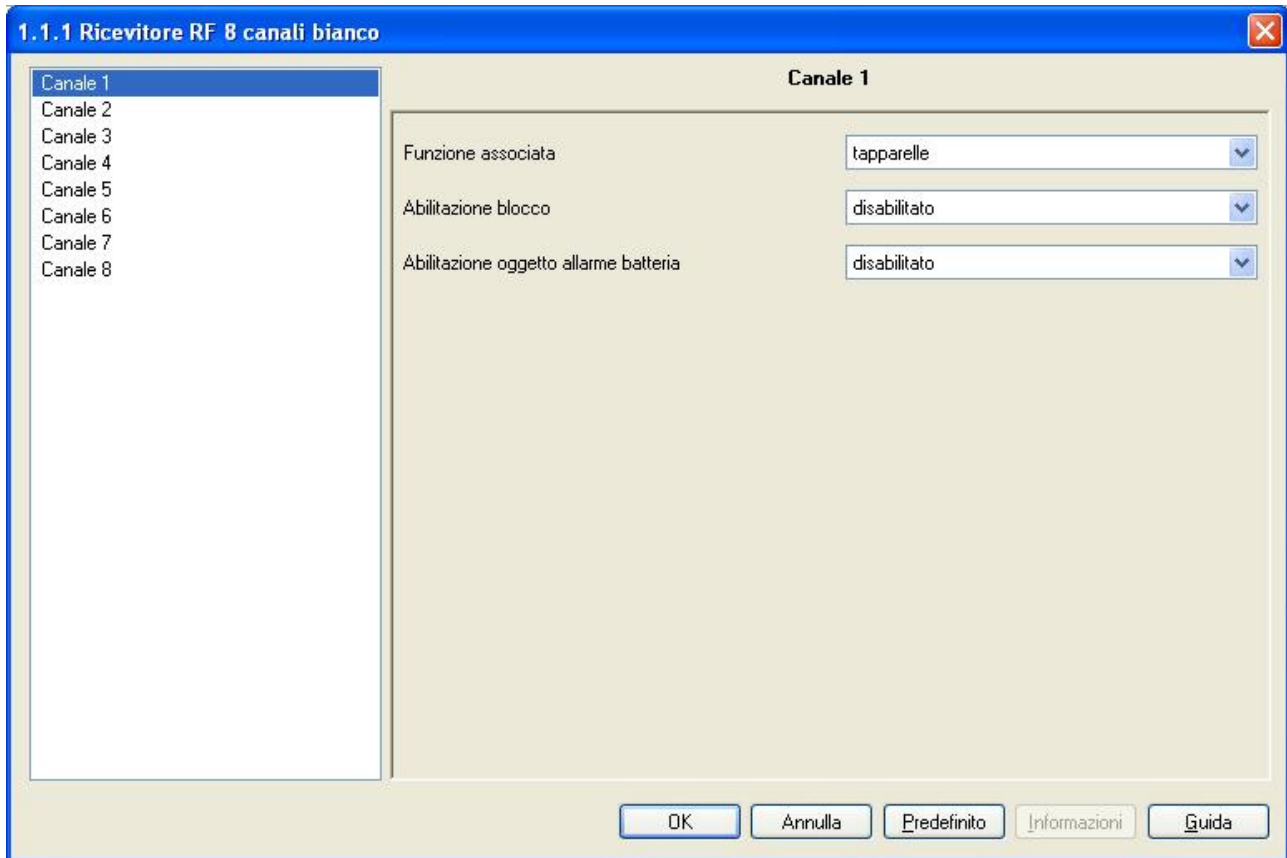 1.1.1 Ricevitore RF 8 canali bianco
Canale 1
Canale 2
Canale 3
Canale 4
Canale 5
Canale 6
Canale 7
Canale 8
Canale 1
Funzione associata tapparelle
Abilitazione blocco disabilitato
Abilitazione oggetto allarme batteria disabilitato
OK Annulla Predefinito Informazioni Guida